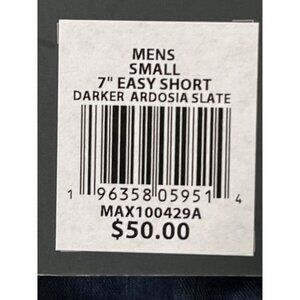 MENS
SMALL
7" EASY SHORT
DARKER ARDOSIA SLATE
1 96358 05951 4
MAX100429A
$50.00